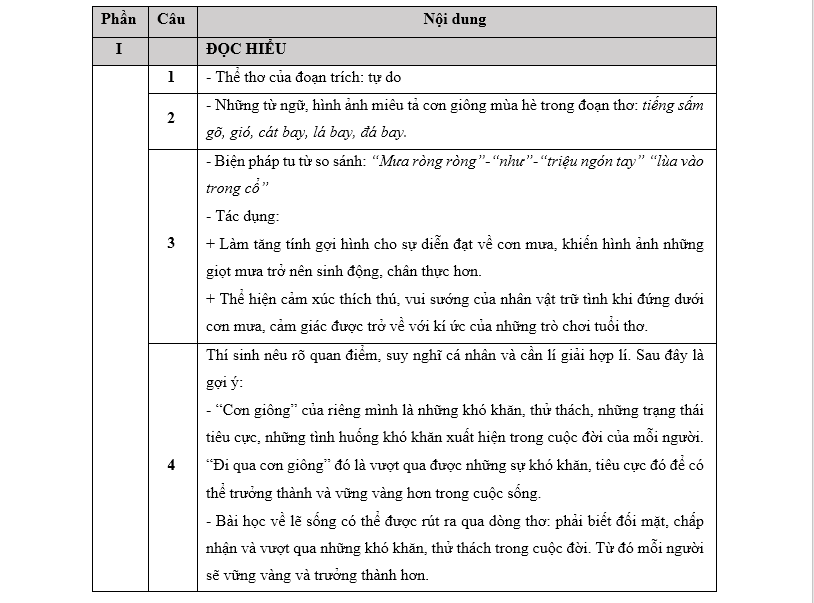 Phần Câu Nội dung
I ĐỌC HIỂU
1 - Thể thơ của đoạn trích: tự do
2 - Những từ ngữ, hình ảnh miêu tả cơn giông mùa hè trong đoạn thơ: tiếng sấm
gõ, gió, cát bay, lá bay, đá bay.
- Biện pháp tu từ so sánh: “Mưa ròng ròng”-“như”-“triệu ngón tay” “lùa vào
trong cổ”
- Tác dụng:
3 + Làm tăng tính gợi hình cho sự diễn đạt về cơn mưa, khiến hình ảnh những
giọt mưa trở nên sinh động, chân thực hơn.
+ Thể hiện cảm xúc thích thú, vui sướng của nhân vật trữ tình khi đứng dưới
cơn mưa, cảm giác được trở về với kí ức của những trò chơi tuổi thơ.
Thí sinh nêu rõ quan điểm, suy nghĩ cá nhân và cần lí giải hợp lí. Sau đây là
gợi ý:
- “Cơn giông” của riêng mình là những khó khăn, thử thách, những trạng thái
tiêu cực, những tình huống khó khăn xuất hiện trong cuộc đời của mỗi người.
4 “Đi qua cơn giông” đó là vượt qua được những sự khó khăn, tiêu cực đó để có
thể trưởng thành và vững vàng hơn trong cuộc sống.
- Bài học về lẽ sống có thể được rút ra qua dòng thơ: phải biết đối mặt, chấp
nhận và vượt qua những khó khăn, thử thách trong cuộc đời. Từ đó mỗi người
sẽ vững vàng và trưởng thành hơn.